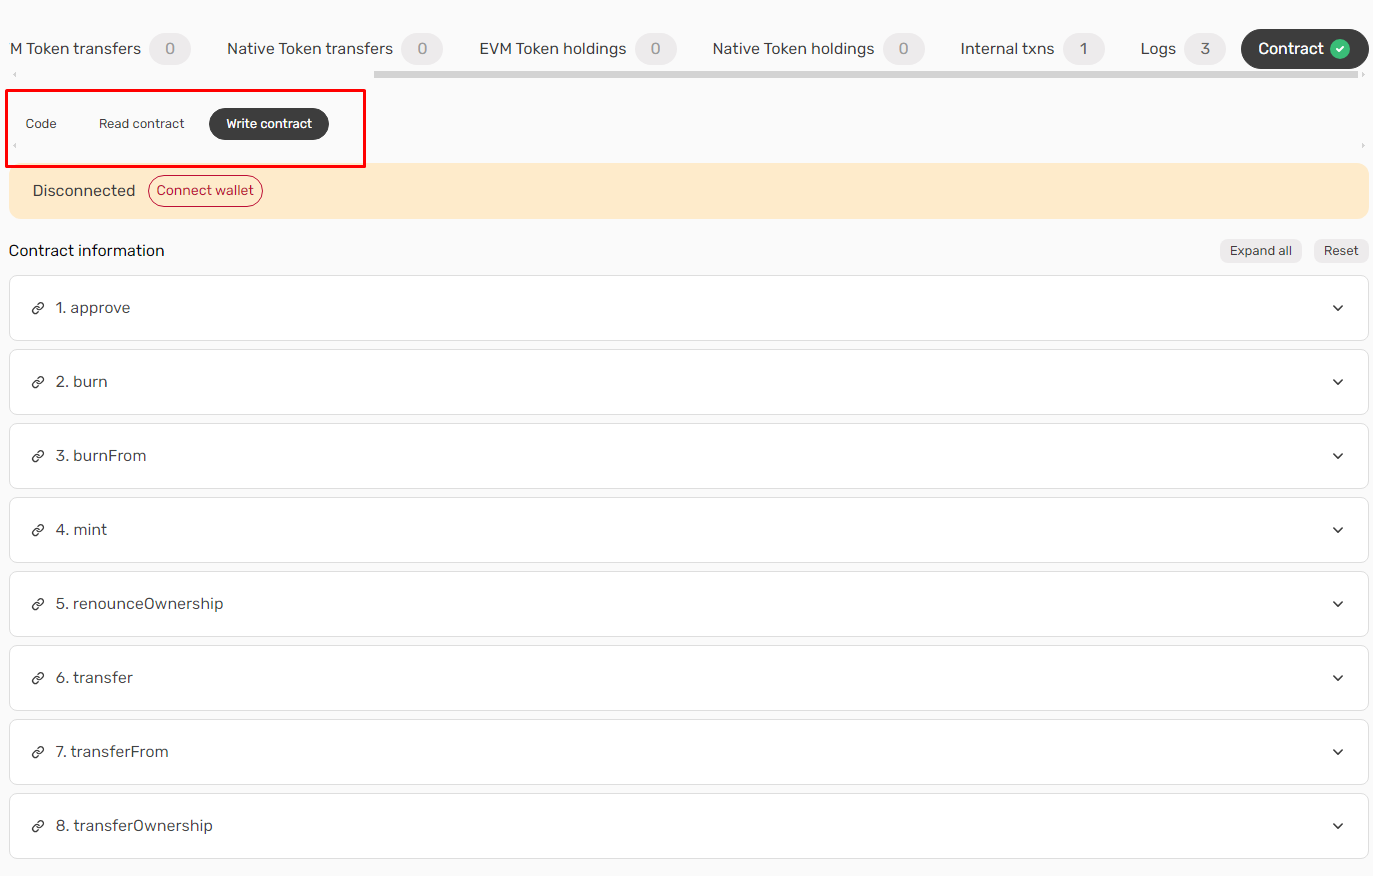 M Token transfers 0 Native Token transfers 0 EVM Token holdings 0 Native Token holdings 0 Internal txns 1 Logs 3 Contract
Code Read contract Write contract
Disconnected Connect wallet
Contract information Expand all Reset
1. approve
2. burn
3. burnFrom
4. mint
5. renounceOwnership
6. transfer
7. transferFrom
8. transferOwnership